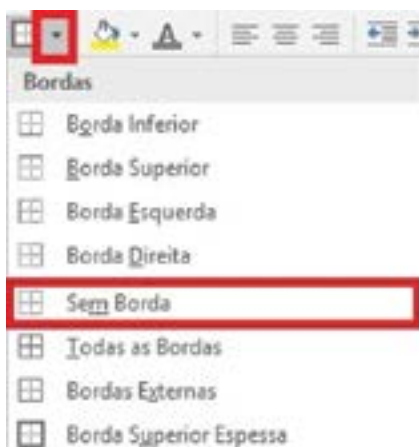 A
Bordas
Borda Inferior
Borda Superior
Borda Esquerda
Borda Direita
Sem Borda
Todas as Bordas
Bordas Externas
Borda Superior Espessa